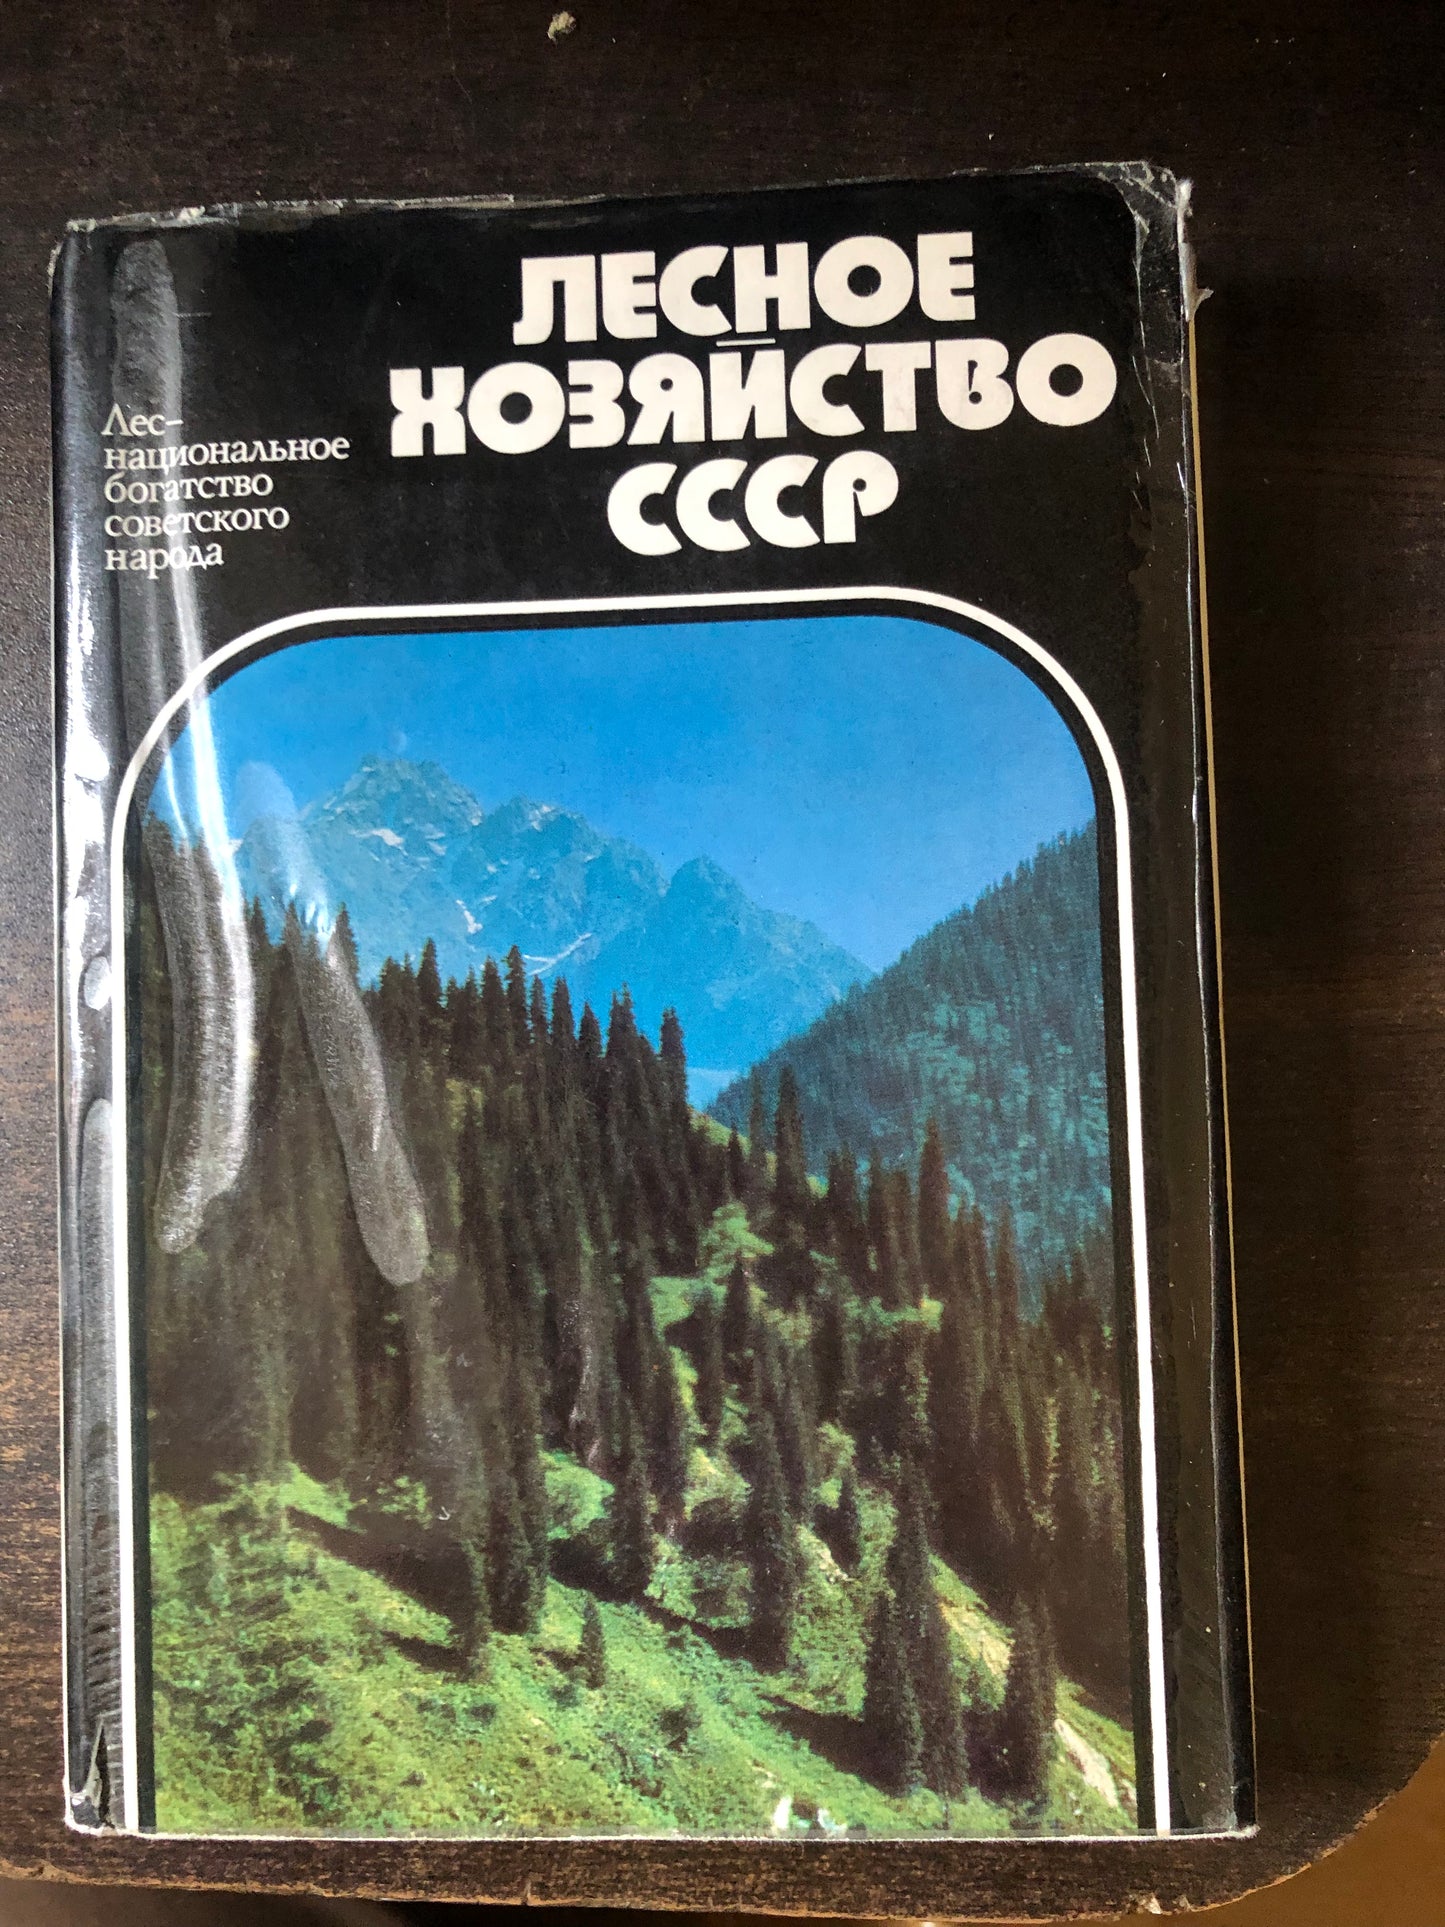 ЛЕСНОЕ
ХОЗЯЙСТВО
СССР
Лес-
национальное
богатство
советского
народа